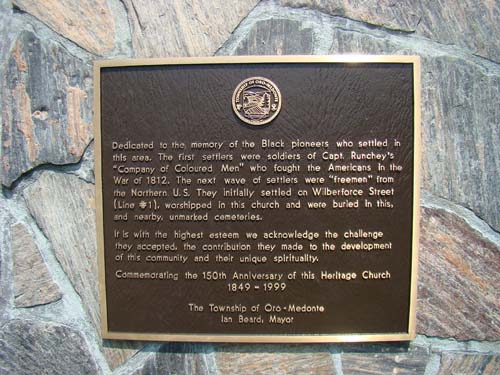 TOWNSHIP OF ORO-MEDONTE
Dedicated to the memory of the Black pioneers who settled in
this area. The first settlers were soldiers of Capt. Runchey's
"Company of Coloured Men" who fought the Americans in the
War of 1812. The next wave of settlers were "freemen" from
the Northern U.S. They initially settled on Wilberforce Street
(Line #1), worshipped in this church and were buried in this,
and nearby, unmarked cemeteries.
It is with the highest esteem we acknowledge the challenge
they accepted, the contribution they made to the development
of this community and their unique spirituality.
Commemorating the 150th Anniversary of this Heritage Church
1849 - 1999
The Township of Oro-Medonte
Ian Beard, Mayor